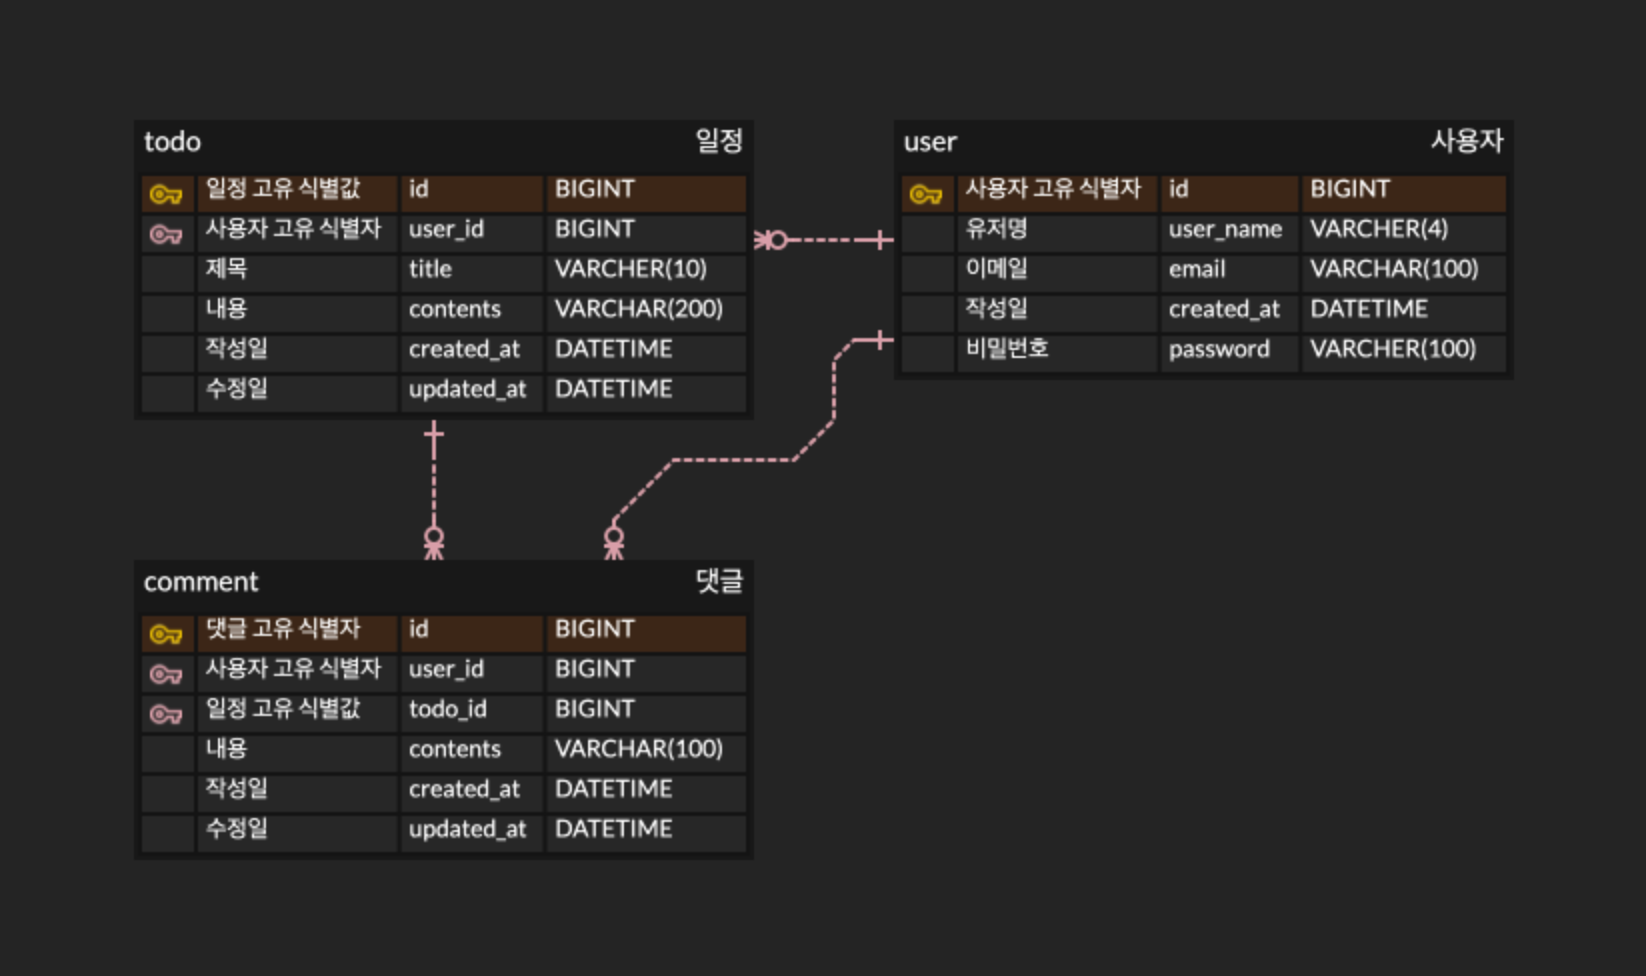 todo 일정
일정 고유 식별값 id BIGINT
사용자 고유 식별자 user_id BIGINT
제목 title VARCHER(10)
내용 contents VARCHAR(200)
작성일 created_at DATETIME
수정일 updated_at DATETIME
user 사용자
사용자 고유 식별자 id BIGINT
유저명 user_name VARCHER(4)
이메일 email VARCHAR(100)
작성일 created_at DATETIME
비밀번호 password VARCHER(100)
comment 댓글
댓글 고유 식별자 id BIGINT
사용자 고유 식별자 user_id BIGINT
일정 고유 식별값 todo_id BIGINT
내용 contents VARCHAR(100)
작성일 created_at DATETIME
수정일 updated_at DATETIME